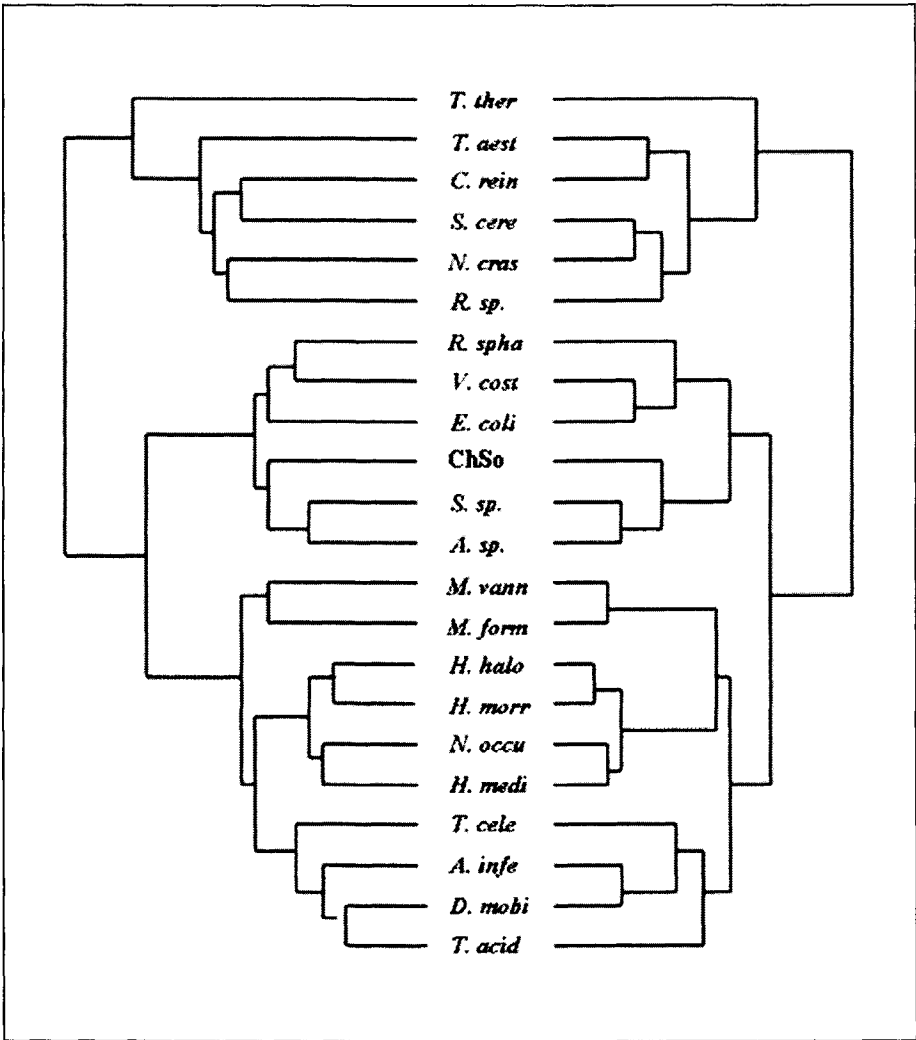 T. ther
T. aest
C. rein
S. cere
N. cras
R. sp.
R. spha
V. cost
E. coli
ChSo
S. sp.
A. sp.
M. vann
M. form
H. halo
H. morr
N. occu
H. medi
T. cele
A. infe
D. mobi
T. acid